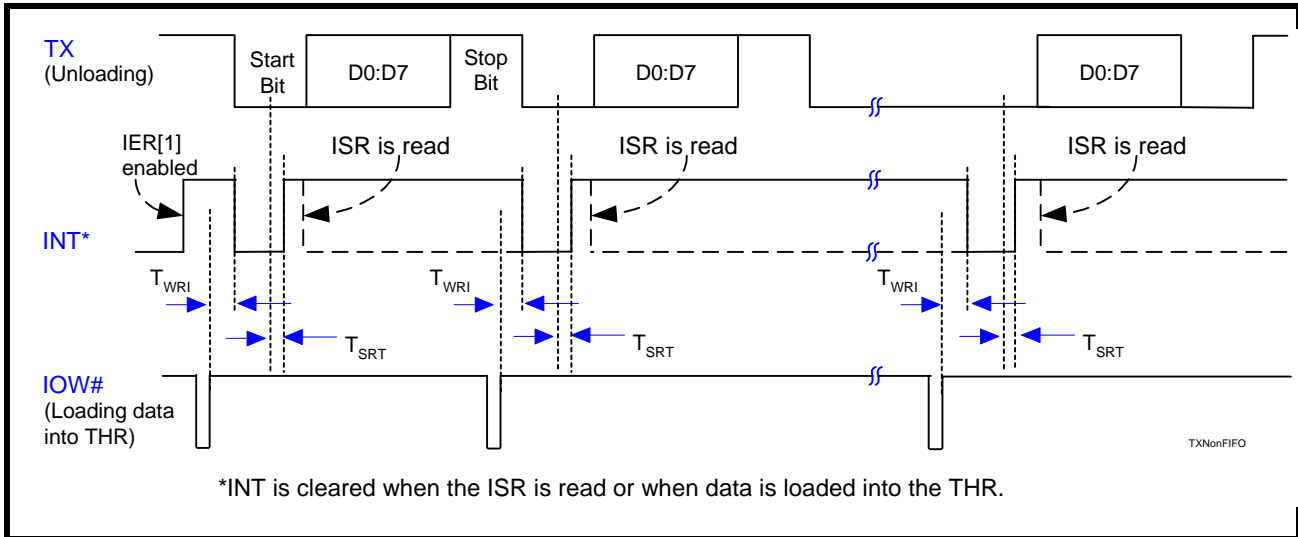 TX
(Unloading)
Start
Bit
D0:D7
Stop
Bit
D0:D7
D0:D7
IER[1]
enabled
ISR is read
ISR is read
ISR is read
INT*
TWRI
TWRI
TWRI
TSRT
TSRT
TSRT
IOW#
(Loading data
into THR)
TXNonFIFO
*INT is cleared when the ISR is read or when data is loaded into the THR.